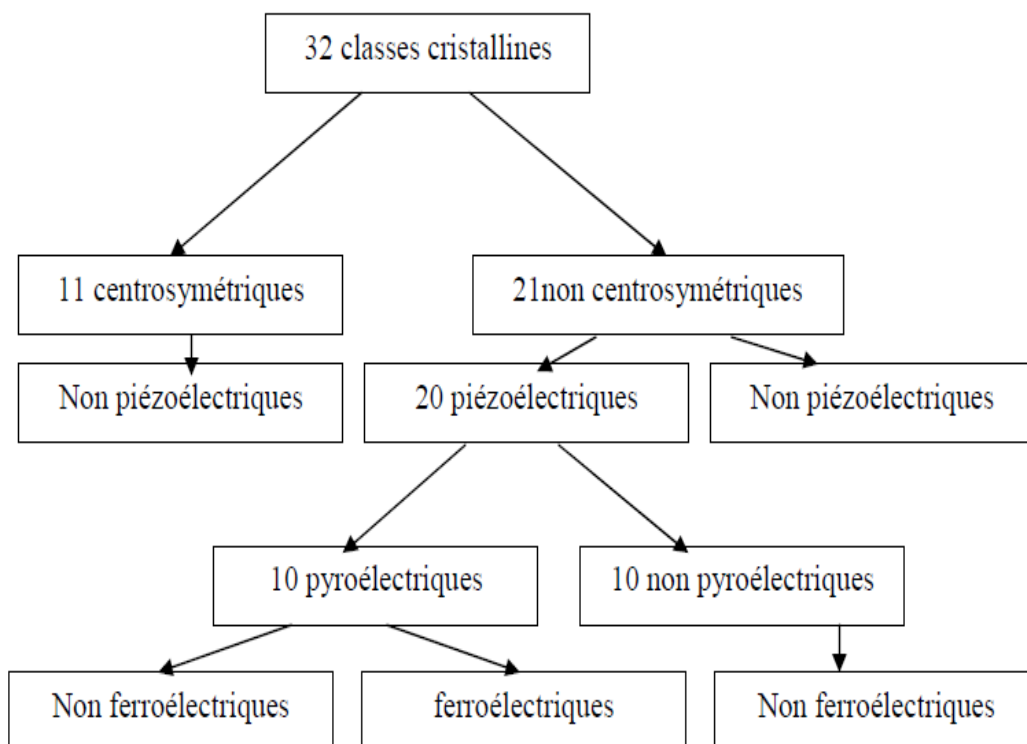 32 classes cristallines
11 centrosymétriques
21non centrosymétriques
Non piézoélectriques
20 piézoélectriques
Non piézoélectriques
10 pyroélectriques
10 non pyroélectriques
Non ferroélectriques
ferroélectriques
Non ferroélectriques